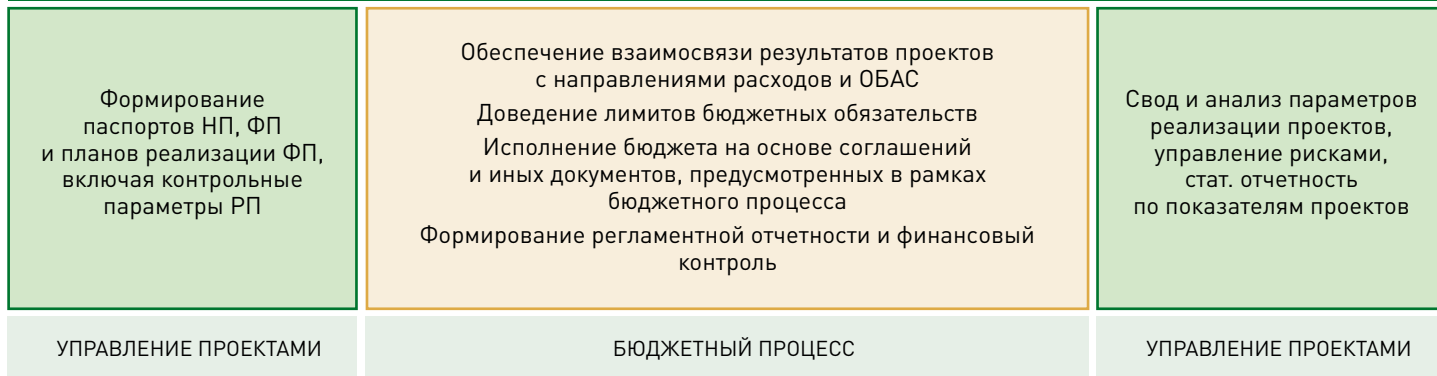 Формирование
паспортов НП, ФП
и планов реализации ФП,
включая контрольные
параметры РП
Обеспечение взаимосвязи результатов проектов
с направлениями расходов и ОБАС
Доведение лимитов бюджетных обязательств
Исполнение бюджета на основе соглашений
и иных документов, предусмотренных в рамках
бюджетного процесса
Формирование регламентной отчетности и финансовый
контроль
Свод и анализ параметров
реализации проектов,
управление рисками,
стат. отчетность
по показателям проектов
УПРАВЛЕНИЕ ПРОЕКТАМИ
БЮДЖЕТНЫЙ ПРОЦЕСС
УПРАВЛЕНИЕ ПРОЕКТАМИ